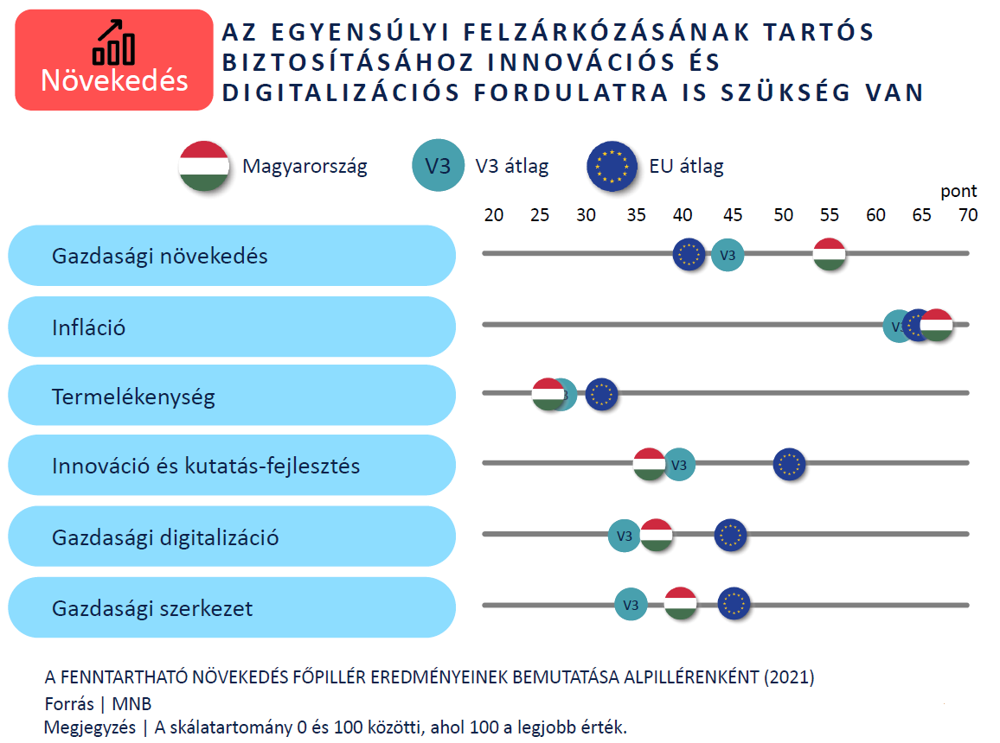 Növekedés
AZ EGYENSÚLYI FELZÁRKÓZÁSÁNAK TARTÓS
BIZTOSÍTÁSÁHOZ INNOVÁCIÓS ÉS
DIGITALIZÁCIÓS FORDULATRA IS SZÜKSÉG VAN
Magyarország V3 V3 átlag EU átlag
pont
20 25 30 35 40 45 50 55 60 65 70
Gazdasági növekedés V3
Infláció V3
Termelékenység 3
Innováció és kutatás-fejlesztés V3
Gazdasági digitalizáció V3
Gazdasági szerkezet V3
A FENNTARTHATÓ NÖVEKEDÉS FŐPILLÉR EREDMÉNYEINEK BEMUTATÁSA ALPILLÉRENKÉNT (2021)
Forrás | MNB
Megjegyzés | A skálatartomány 0 és 100 közötti, ahol 100 a legjobb érték.